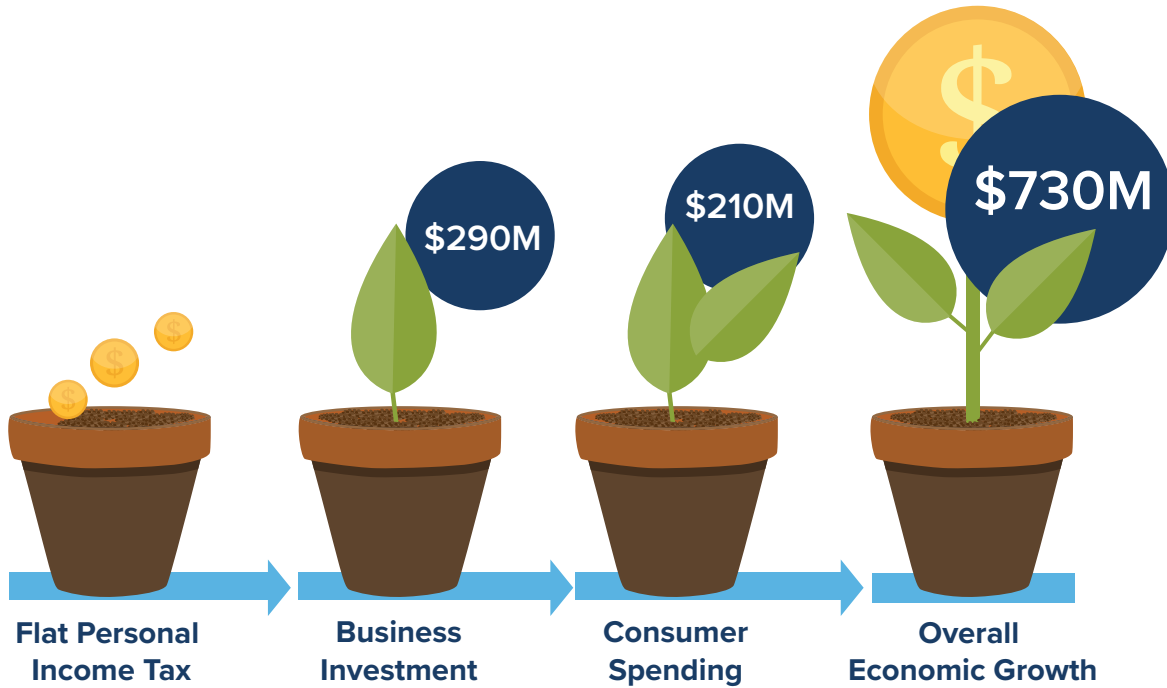 $
$730M
$290M
$210M
$
$
$
Flat Personal
Income Tax
Business
Investment
Consumer
Spending
Overall
Economic Growth